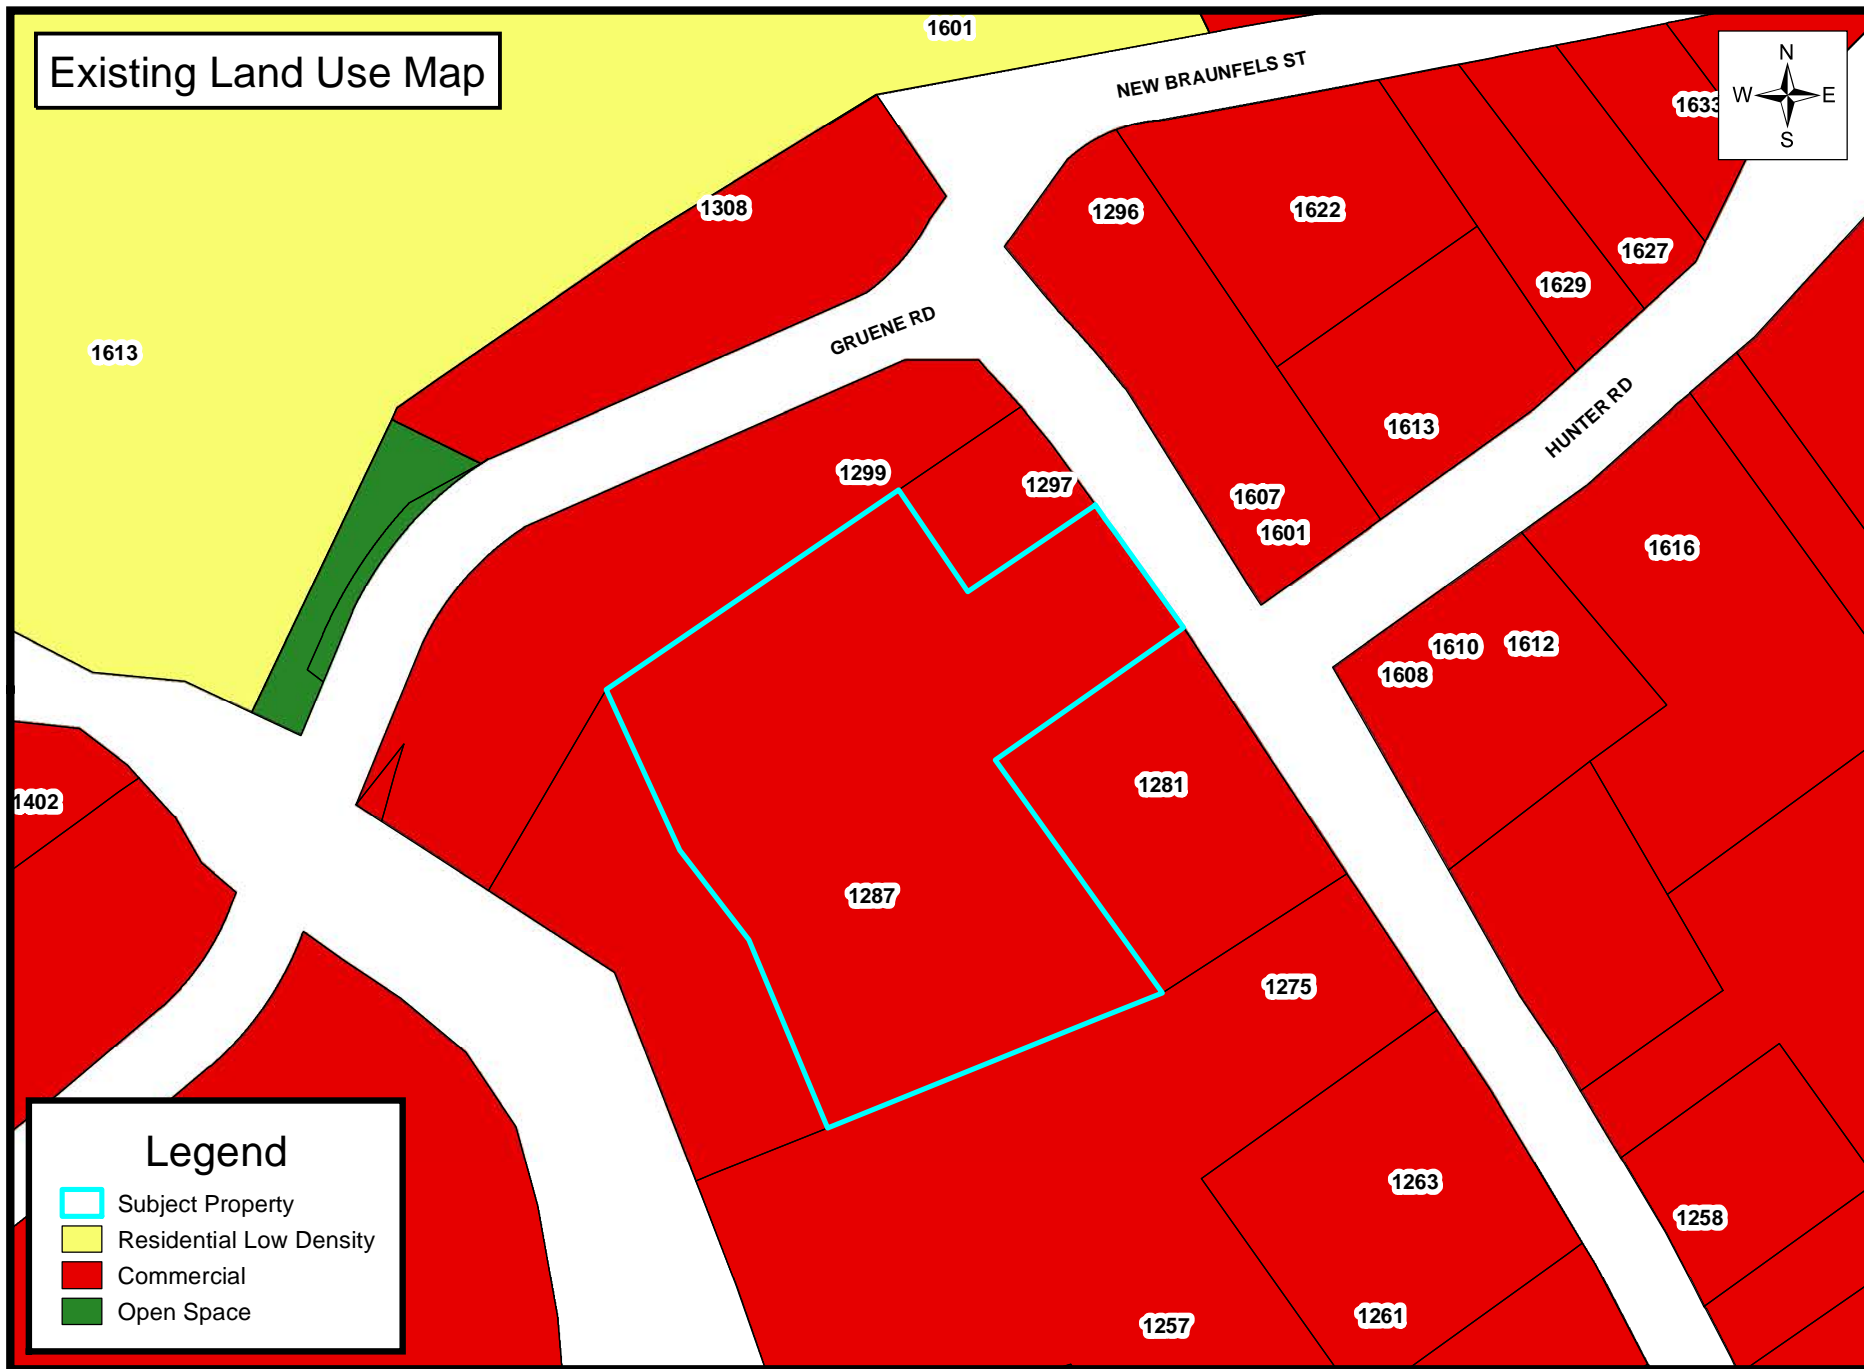 1601
Existing Land Use Map
N
W E
S
NEW BRAUNFELS ST
1633
1308
1296
1622
1627
1629
GRUENE RD
1613
HUNTER RD
1613
1299
1297
1607
1601
1616
1610
1612
1608
1402
1281
1287
1275
1263
1258
1257
1261
Legend
Subject Property
Residential Low Density
Commercial
Open Space